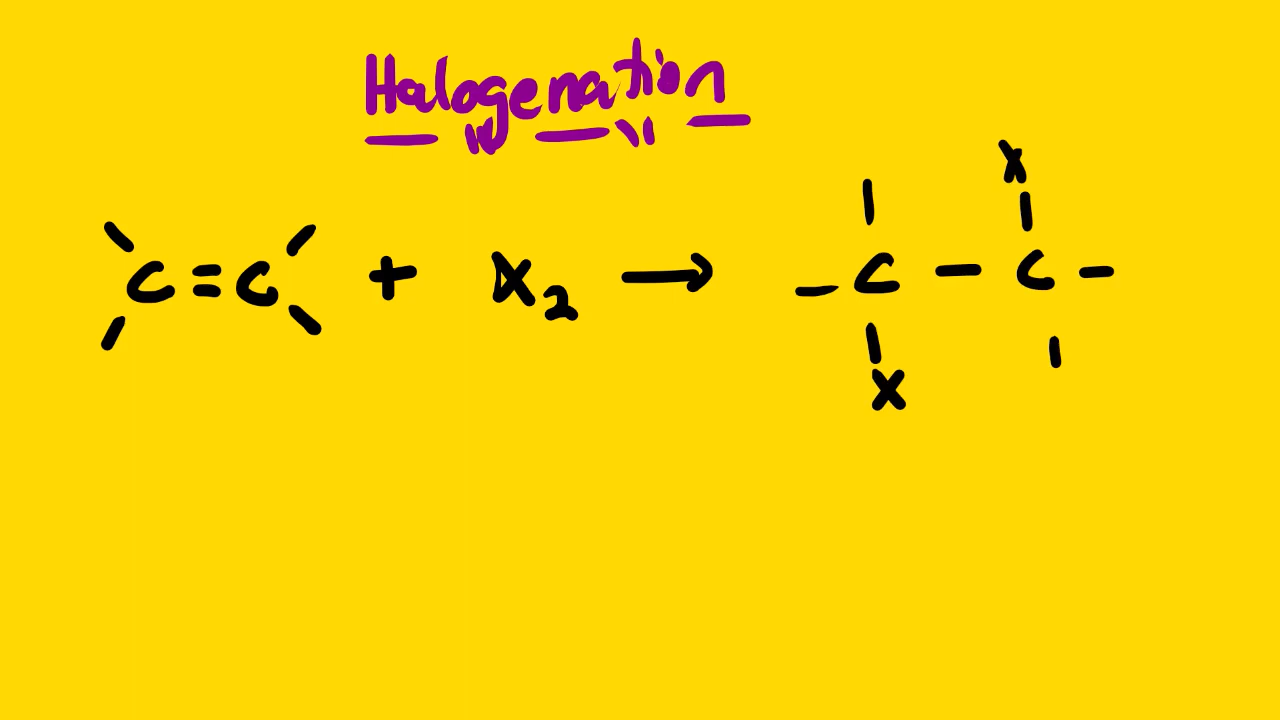 Halogenation
X
C=C + X₂ → -C-C-
X